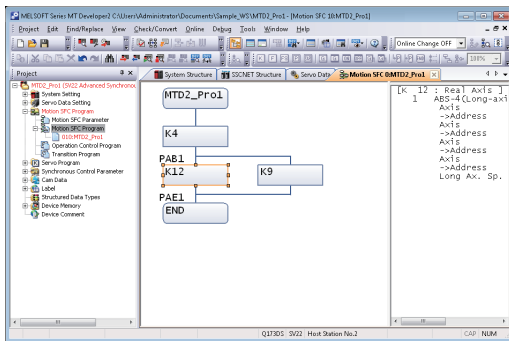 MELSOFT Series MT Developer2 C:\Users\Administrator\Documents\Sample_WS\MTD2_Pro1 - [Motion SFC 10:MTD2_Pro1]
Project Edit Find/Replace View Check/Convert Online Debug Tools Window Help
Online Change OFF
100%
Project
System Structure SSCNET Structure Servo Data Motion SFC 0:MTD2_Pro1
MTD2_Pro1 (SV22 Advanced Synchronou
System Setting
Servo Data Setting
Motion SFC Program
Motion SFC Parameter
Motion SFC Program
010:MTD2_Pro1
Operation Control Program
Transition Program
Servo Program
Synchronous Control Parameter
Cam Data
Label
Structured Data Types
Device Memory
Device Comment
MTD2_Pro1
K4
PAB1
K12
K9
PAE1
END
[K 12 : Real Axis ]
1 ABS-4(Long-axi
Axis
->Address
Axis
->Address
Axis
->Address
Axis
->Address
Long Ax. Sp.
Q173DS SV22 Host Station No.2
CAP NUM